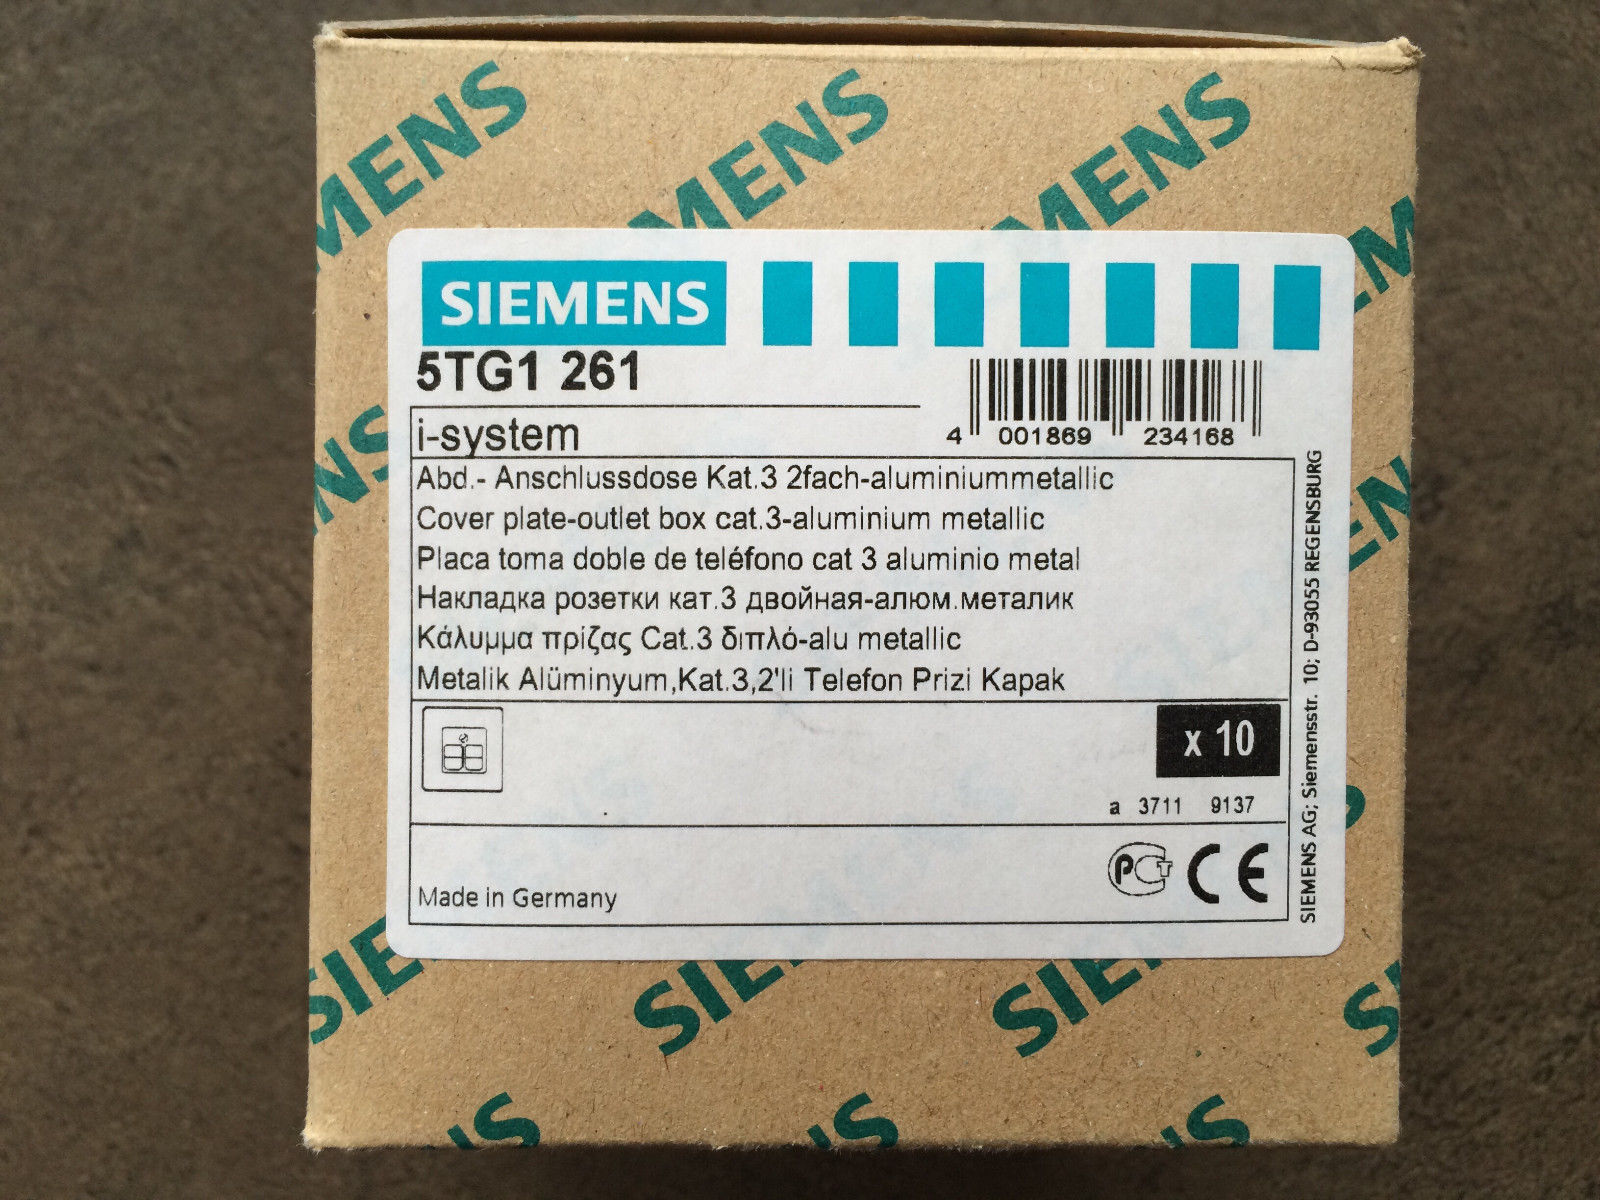 SIEMENS
SIEMENS
5TG1 261
i-system
4 001869 234168
Abd.- Anschlussdose Kat.3 2fach-aluminiummetallic
Cover plate-outlet box cat.3-aluminium metallic
Placa toma doble de teléfono cat 3 aluminio metal
Накладка розетки кат.3 двойная-алюм.металик
Κάλυμμα πρίζας Cat.3 διπλό-alu metallic
Metalik Alüminyum,Kat.3,2'li Telefon Prizi Kapak
x 10
a 3711 9137
PCT CE
Made in Germany
SIEMENS AG; Siemensstr. 10; D-93055 REGENSBURG